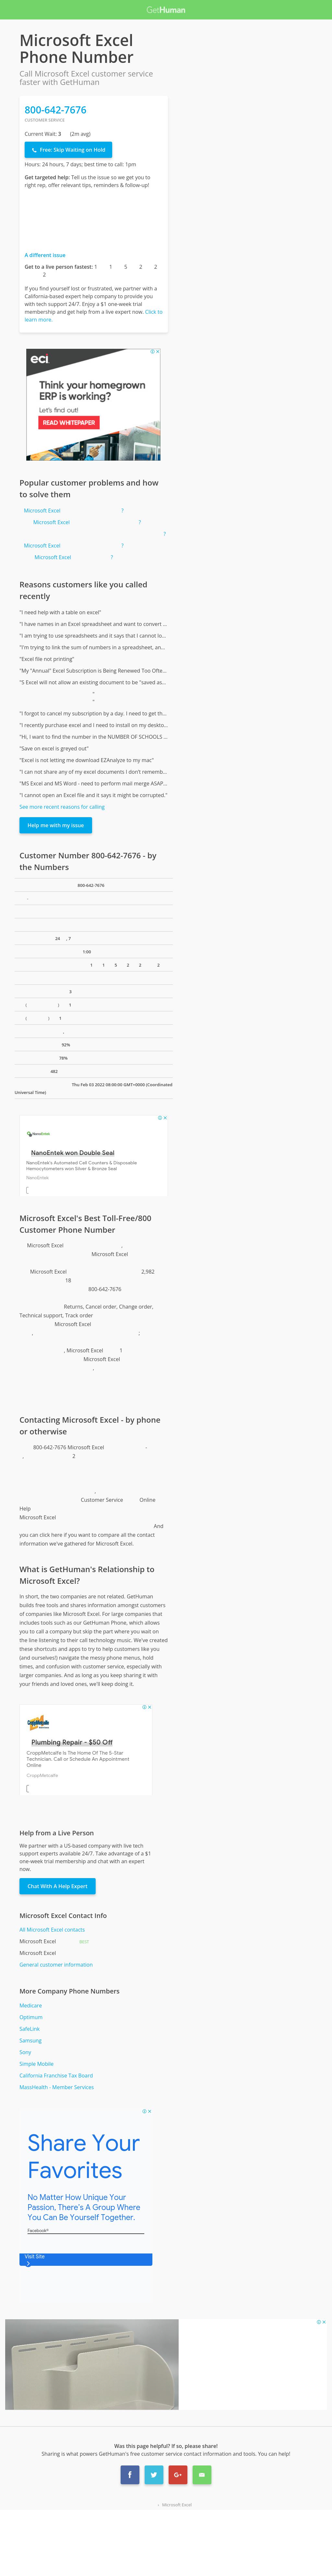 GetHuman
Microsoft Excel
Phone Number
Call Microsoft Excel customer service
faster with GetHuman
800-642-7676
CUSTOMER SERVICE
Current Wait: 3 (2m avg)
Free: Skip Waiting on Hold
Hours: 24 hours, 7 days; best time to call: 1pm
Get targeted help: Tell us the issue so we get you to
right rep, offer relevant tips, reminders & follow-up!
A different issue
Get to a live person fastest: 1 1 5 2 2
2
If you find yourself lost or frustrated, we partner with a
California-based expert help company to provide you
with tech support 24/7. Enjoy a $1 one-week trial
membership and get help from a live expert now. Click to
learn more.
eci
Think your homegrown
ERP is working?
Let's find out!
READ WHITEPAPER
Popular customer problems and how
to solve them
Microsoft Excel ?
Microsoft Excel ?
?
Microsoft Excel ?
Microsoft Excel ?
Reasons customers like you called
recently
"I need help with a table on excel"
"I have names in an Excel spreadsheet and want to convert ...
"I am trying to use spreadsheets and it says that I cannot lo...
"I'm trying to link the sum of numbers in a spreadsheet, an...
"Excel file not printing"
"My "Annual" Excel Subscription is Being Renewed Too Ofte...
"S Excel will not allow an existing document to be "saved as...
"
"
"I forgot to cancel my subscription by a day. I need to get th...
"I recently purchase excel and I need to install on my deskto...
"Hi, I want to find the number in the NUMBER OF SCHOOLS ...
"Save on excel is greyed out"
"Excel is not letting me download EZAnalyze to my mac"
"I can not share any of my excel documents I don't rememb...
"MS Excel and MS Word - need to perform mail merge ASAP...
"I cannot open an Excel file and it says it might be corrupted."
See more recent reasons for calling
Help me with my issue
Customer Number 800-642-7676 - by
the Numbers
800-642-7676
.
24 , 7
1:00
1 1 5 2 2 2
3
( ) 1
( ) 1
,
92%
78%
482
Thu Feb 03 2022 08:00:00 GMT+0000 (Coordinated
Universal Time)
NanoEntek
NanoEntek won Double Seal
NanoEntek's Automated Cell Counters & Disposable
Hemocytometers won Silver & Bronze Seal
NanoEntek
Microsoft Excel's Best Toll-Free/800
Customer Phone Number
Microsoft Excel ,
Microsoft Excel
Microsoft Excel 2,982
18
800-642-7676
Returns, Cancel order, Change order,
Technical support, Track order
Microsoft Excel
, ;
, Microsoft Excel 1
Microsoft Excel
,
Contacting Microsoft Excel - by phone
or otherwise
800-642-7676 Microsoft Excel .
, 2
,
Customer Service Online
Help
Microsoft Excel
And
you can click here if you want to compare all the contact
information we've gathered for Microsoft Excel.
What is GetHuman's Relationship to
Microsoft Excel?
In short, the two companies are not related. GetHuman
builds free tools and shares information amongst customers
of companies like Microsoft Excel. For large companies that
includes tools such as our GetHuman Phone, which allows
you to call a company but skip the part where you wait on
the line listening to their call technology music. We've created
these shortcuts and apps to try to help customers like you
(and ourselves!) navigate the messy phone menus, hold
times, and confusion with customer service, especially with
larger companies. And as long as you keep sharing it with
your friends and loved ones, we'll keep doing it.
CroppMetcalfe
Plumbing Repair - $50 Off
CroppMetcalfe Is The Home Of The 5-Star
Technician. Call or Schedule An Appointment
Online
CroppMetcalfe
Help from a Live Person
We partner with a US-based company with live tech
support experts available 24/7. Take advantage of a $1
one-week trial membership and chat with an expert
now.
Chat With A Help Expert
Microsoft Excel Contact Info
All Microsoft Excel contacts
Microsoft Excel BEST
Microsoft Excel
General customer information
More Company Phone Numbers
Medicare
Optimum
SafeLink
Samsung
Sony
Simple Mobile
California Franchise Tax Board
MassHealth - Member Services
Share Your
Favorites
No Matter How Unique Your
Passion, There's A Group Where
You Can Be Yourself Together.
Facebook®
Visit Site
Was this page helpful? If so, please share!
Sharing is what powers GetHuman's free customer service contact information and tools. You can help!
f
G+
Microsoft Excel